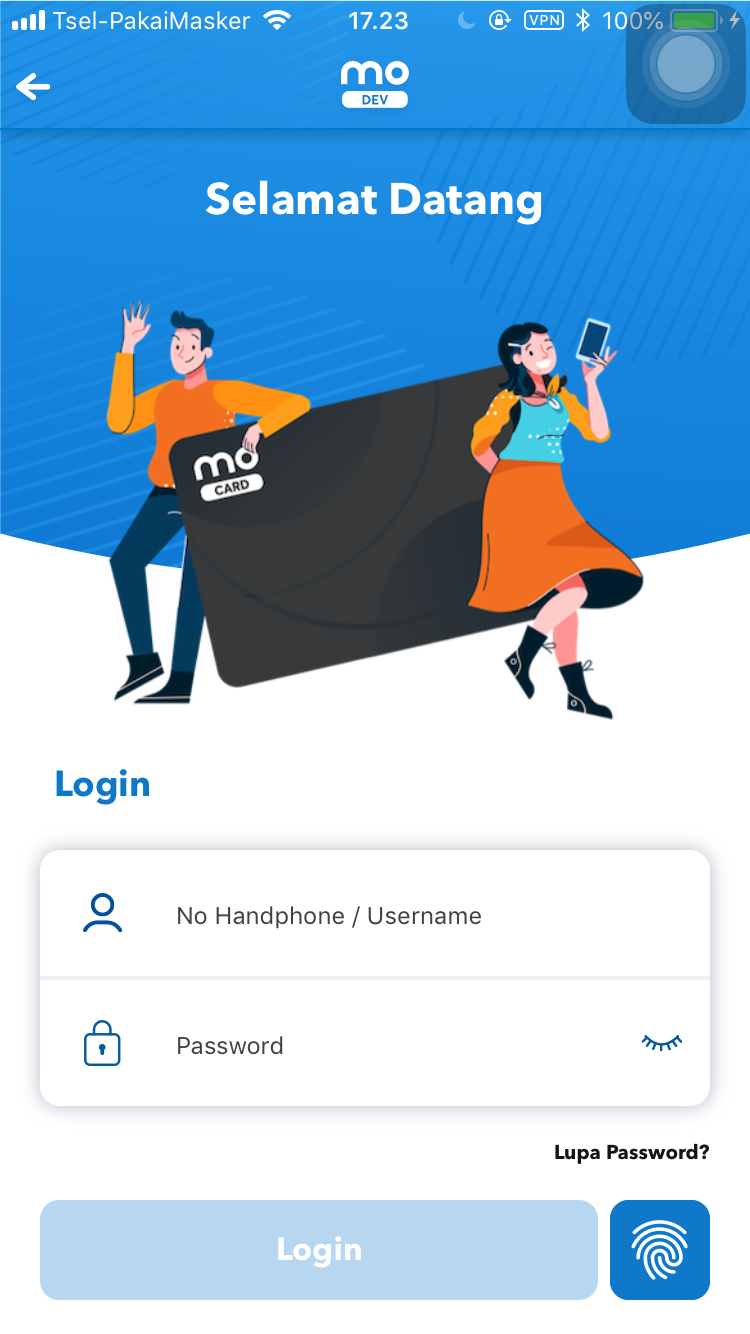 Tsel-PakaiMasker 17.23 VPN 100%
mo
DEV
Selamat Datang
mo
CARD
Login
No Handphone / Username
Password
Lupa Password?
Login